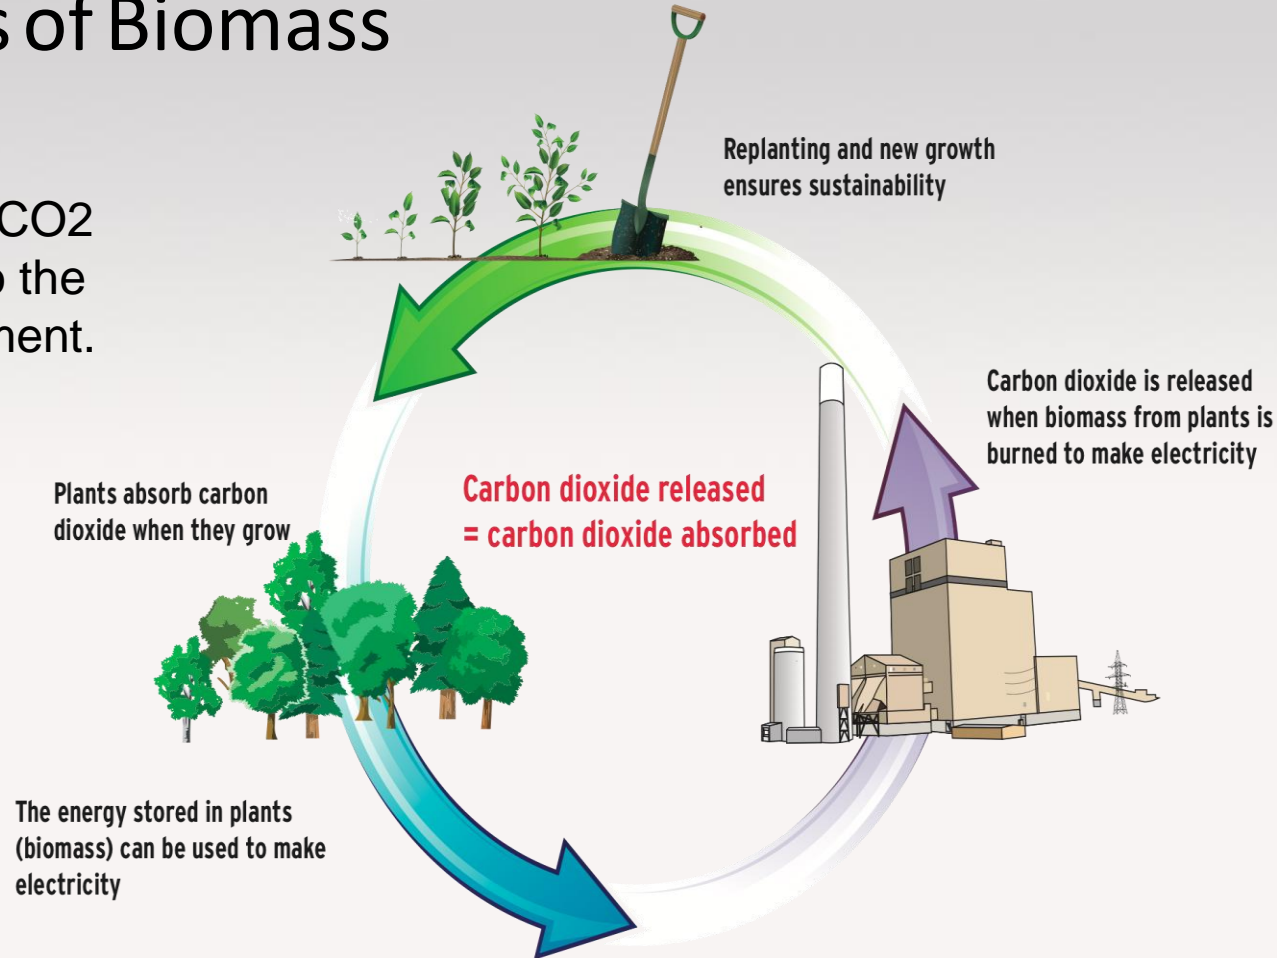 s of Biomass
CO2
o the
ment.
Replanting and new growth
ensures sustainability
Carbon dioxide is released
when biomass from plants is
burned to make electricity
Plants absorb carbon
dioxide when they grow
Carbon dioxide released
= carbon dioxide absorbed
The energy stored in plants
(biomass) can be used to make
electricity